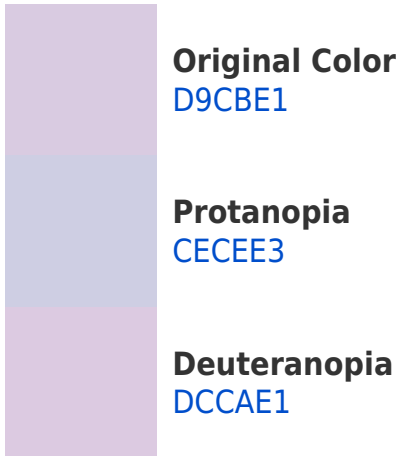 Original Color
D9CBE1
Protanopia
CECEE3
Deuteranopia
DCCAE1